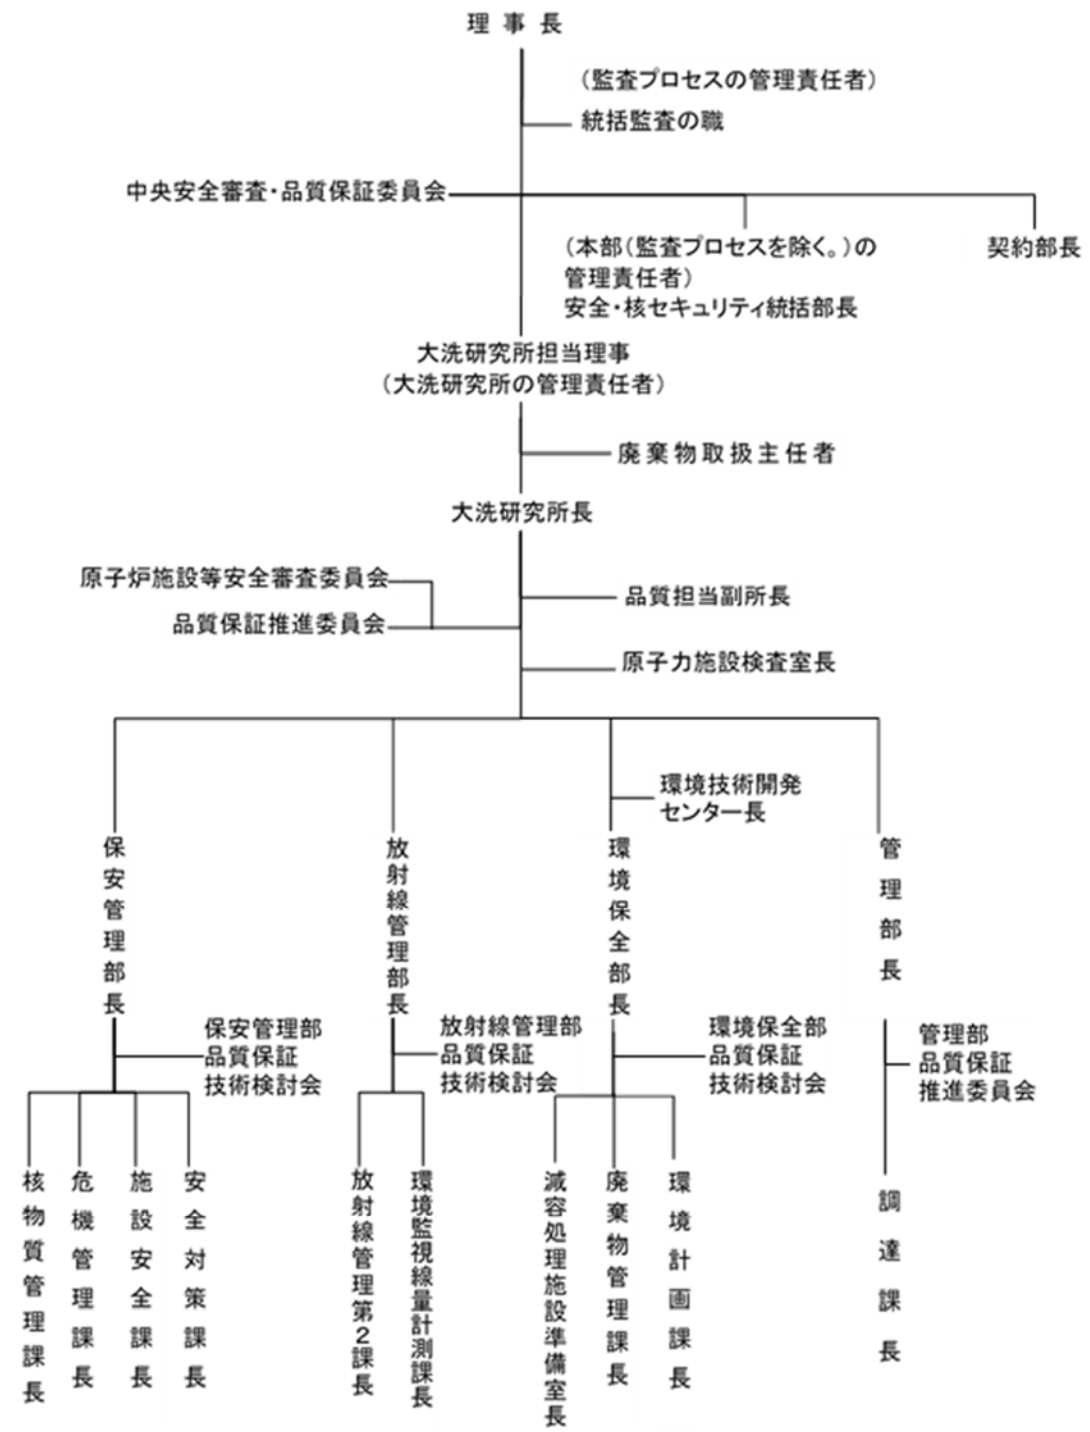 理事長
（監査プロセスの管理責任者）
統括監査の職
中央安全審査・品質保証委員会
（本部（監査プロセスを除く。）の
管理責任者）
安全・核セキュリティ統括部長
契約部長
大洗研究所担当理事
（大洗研究所の管理責任者）
廃棄物取扱主任者
大洗研究所長
原子炉施設等安全審査委員会
品質保証推進委員会
品質担当副所長
原子力施設検査室長
環境技術開発
センター長
保安管理部長
放射線管理部長
環境保全部長
管理部長
保安管理部
品質保証
技術検討会
放射線管理部
品質保証
技術検討会
環境保全部
品質保証
技術検討会
管理部
品質保証
推進委員会
核物質管理課長
危機管理課長
施設安全課長
安全対策課長
放射線管理第2課長
環境監視線量計測課長
減容処理施設準備室長
廃棄物管理課長
環境計画課長
調達課長